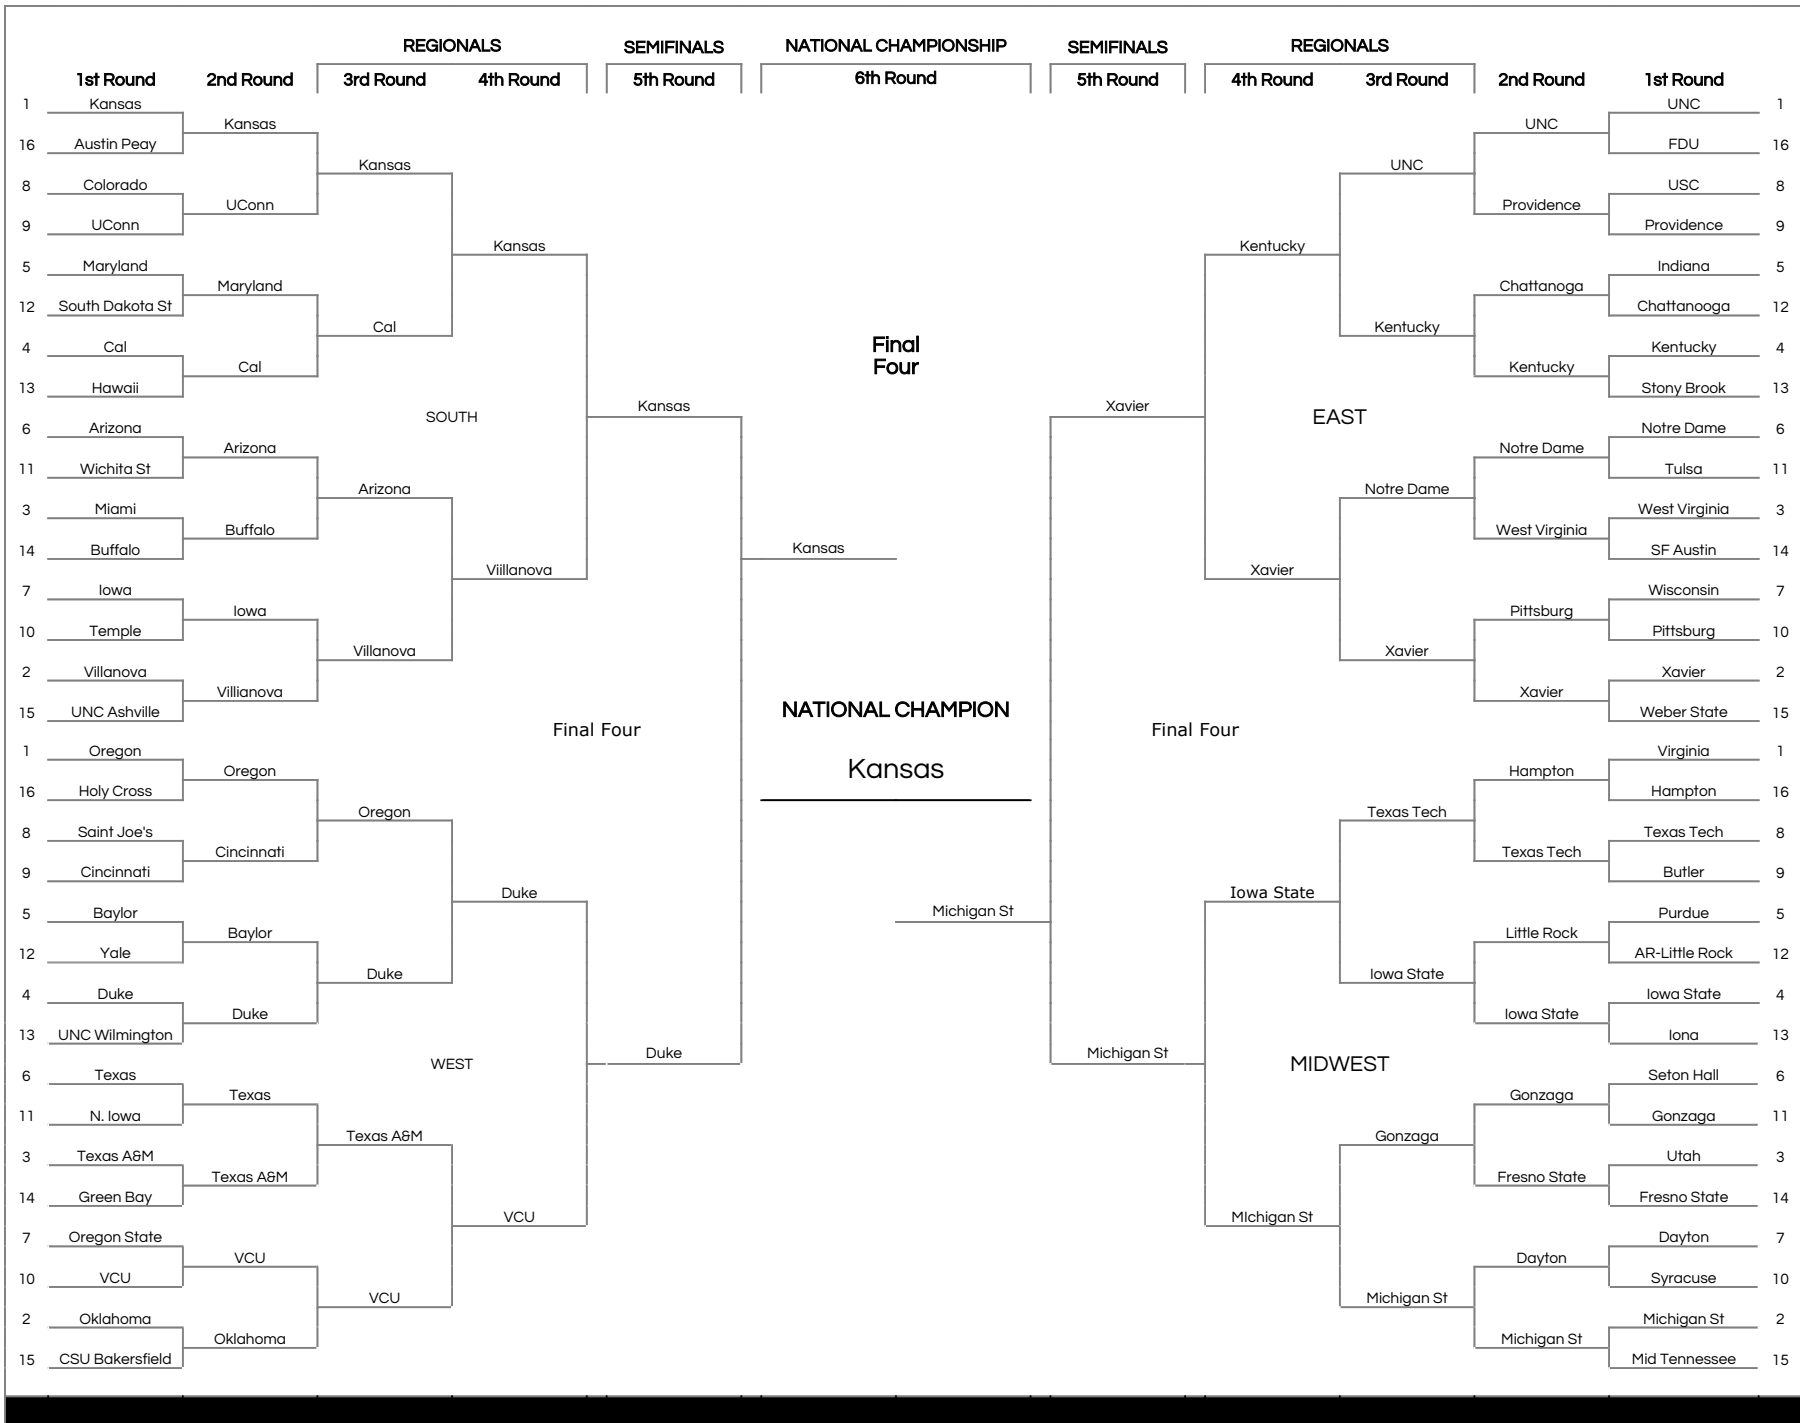 REGIONALS SEMIFINALS NATIONAL CHAMPIONSHIP SEMIFINALS REGIONALS
1st Round 2nd Round 3rd Round 4th Round 5th Round 6th Round 5th Round 4th Round 3rd Round 2nd Round 1st Round
1 Kansas UNC 1
Kansas UNC
16 Austin Peay FDU 16
Kansas UNC
8 Colorado USC 8
UConn Providence
9 UConn Providence 9
Kansas Kentucky
5 Maryland Indiana 5
Maryland Chattanoga
12 South Dakota St Chattanooga 12
Cal Kentucky
Final
4 Cal Kentucky 4
Four
Cal Kentucky
13 Hawaii Stony Brook 13
Kansas Xavier
SOUTH EAST
6 Arizona Notre Dame 6
Arizona Notre Dame
11 Wichita St Tulsa 11
Arizona Notre Dame
3 Miami West Virginia 3
Buffalo West Virginia
Kansas
14 Buffalo SF Austin 14
Viillanova Xavier
7 Iowa Wisconsin 7
Iowa Pittsburg
10 Temple Pittsburg 10
Villanova Xavier
2 Villanova Xavier 2
Villianova Xavier
15 UNC Ashville NATIONAL CHAMPION Weber State 15
Final Four Final Four
1 Oregon Virginia 1
Oregon Kansas Hampton
16 Holy Cross Hampton 16
Oregon Texas Tech
8 Saint Joe's Texas Tech 8
Cincinnati Texas Tech
9 Cincinnati Butler 9
Duke Iowa State
5 Baylor Michigan St Purdue 5
Baylor Little Rock
12 Yale AR-Little Rock 12
Duke Iowa State
4 Duke Iowa State 4
Duke Iowa State
13 UNC Wilmington Iona 13
Duke Michigan St
WEST MIDWEST
6 Texas Seton Hall 6
Texas Gonzaga
11 N. Iowa Gonzaga 11
Texas A&M Gonzaga
3 Texas A&M Utah 3
Texas A&M Fresno State
14 Green Bay Fresno State 14
VCU MIchigan St
7 Oregon State Dayton 7
VCU Dayton
10 VCU Syracuse 10
VCU Michigan St
2 Oklahoma Michigan St 2
Oklahoma Michigan St
15 CSU Bakersfield Mid Tennessee 15